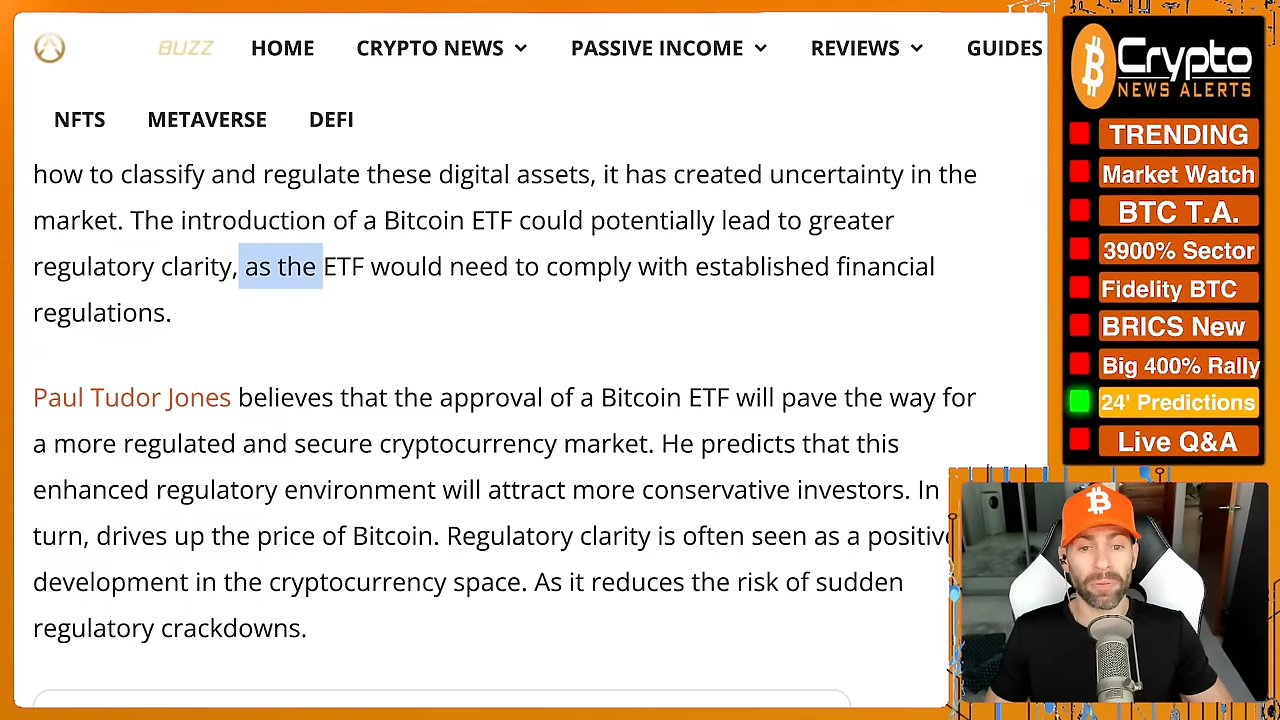 BUZZ HOME CRYPTO NEWS PASSIVE INCOME REVIEWS GUIDES
NFTS METAVERSE DEFI
how to classify and regulate these digital assets, it has created uncertainty in the
market. The introduction of a Bitcoin ETF could potentially lead to greater
regulatory clarity, as the ETF would need to comply with established financial
regulations.
Paul Tudor Jones believes that the approval of a Bitcoin ETF will pave the way for
a more regulated and secure cryptocurrency market. He predicts that this
enhanced regulatory environment will attract more conservative investors. In
turn, drives up the price of Bitcoin. Regulatory clarity is often seen as a positive
development in the cryptocurrency space. As it reduces the risk of sudden
regulatory crackdowns.
Crypto
NEWS ALERTS
TRENDING
Market Watch
BTC T.A.
3900% Sector
Fidelity BTC
BRICS New
Big 400% Rally
24' Predictions
Live Q&A